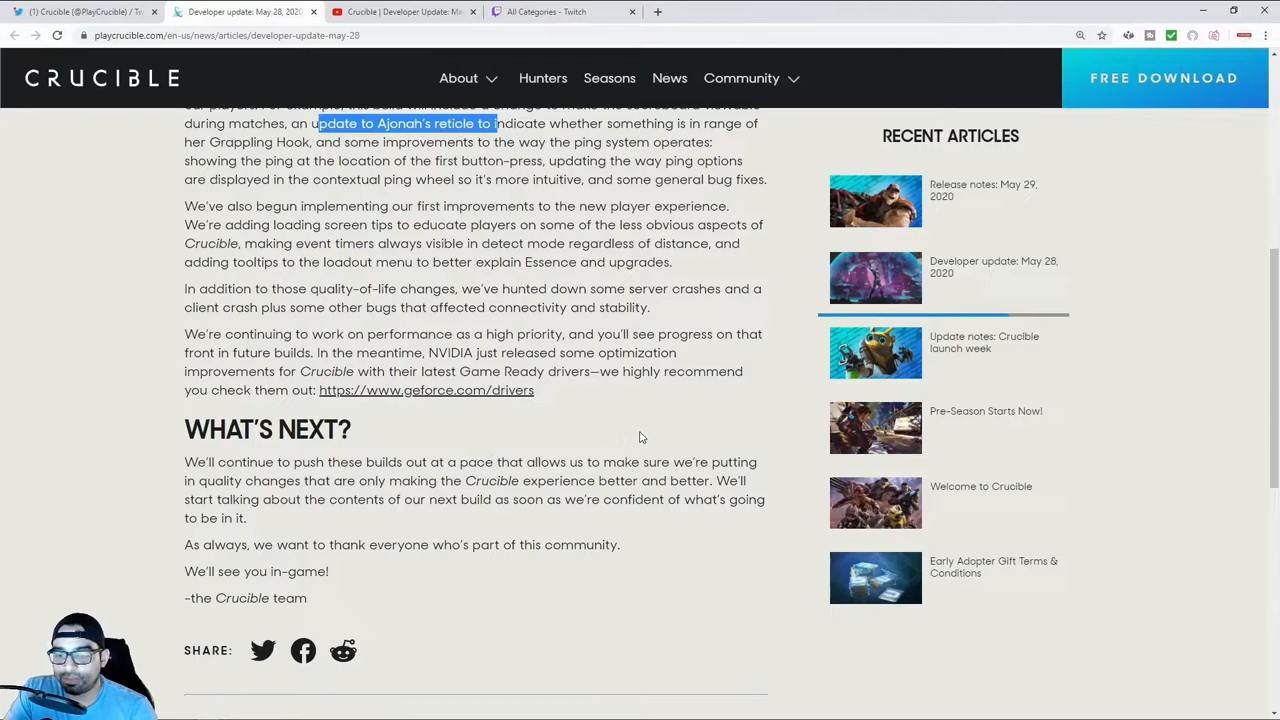 (1) Crucible (@PlayCrucible) / Tw
Developer update: May 28, 2020
Crucible | Developer Update: Ma
All Categories - Twitch
playcrucible.com/en-us/news/articles/developer-update-may-28
CRUCIBLE
About
Hunters
Seasons
News
Community
FREE DOWNLOAD
during matches, an update to Ajonah's reticle to indicate whether something is in range of
her Grappling Hook, and some improvements to the way the ping system operates:
showing the ping at the location of the first button-press, updating the way ping options
are displayed in the contextual ping wheel so it's more intuitive, and some general bug fixes.
We've also begun implementing our first improvements to the new player experience.
We're adding loading screen tips to educate players on some of the less obvious aspects of
Crucible, making event timers always visible in detect mode regardless of distance, and
adding tooltips to the loadout menu to better explain Essence and upgrades.
In addition to those quality-of-life changes, we've hunted down some server crashes and a
client crash plus some other bugs that affected connectivity and stability.
We're continuing to work on performance as a high priority, and you'll see progress on that
front in future builds. In the meantime, NVIDIA just released some optimization
improvements for Crucible with their latest Game Ready drivers—we highly recommend
you check them out: https://www.geforce.com/drivers
WHAT'S NEXT?
We'll continue to push these builds out at a pace that allows us to make sure we're putting
in quality changes that are only making the Crucible experience better and better. We'll
start talking about the contents of our next build as soon as we're confident of what's going
to be in it.
As always, we want to thank everyone who's part of this community.
We'll see you in-game!
-the Crucible team
SHARE:
RECENT ARTICLES
Release notes: May 29,
2020
Developer update: May 28,
2020
Update notes: Crucible
launch week
Pre-Season Starts Now!
Welcome to Crucible
Early Adopter Gift Terms &
Conditions